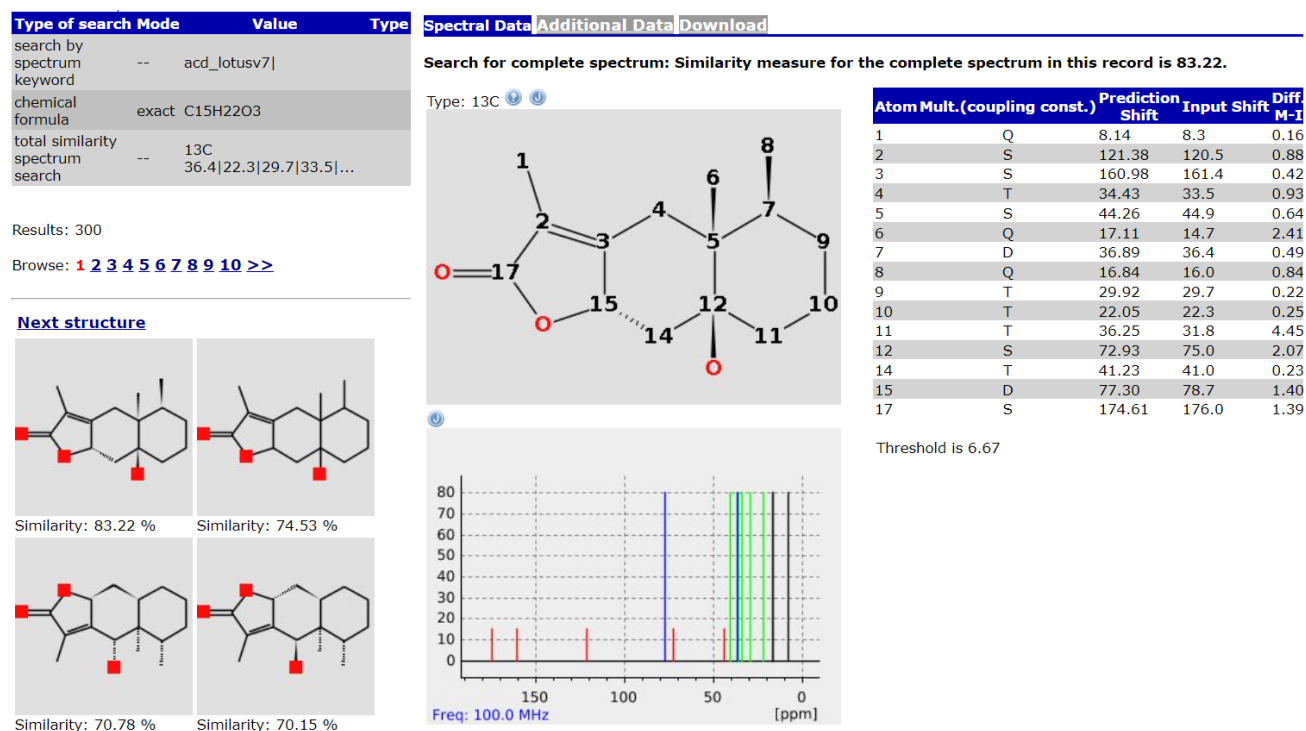 Type of search Mode Value Type
search by
spectrum -- acd_lotusv7|
keyword
chemical
formula exact C15H22O3
total similarity
spectrum -- 13C
search 36.4|22.3|29.7|33.5|...
Results: 300
Browse: 1 2 3 4 5 6 7 8 9 10 >>
Next structure
Similarity: 83.22 % Similarity: 74.53 %
Similarity: 70.78 % Similarity: 70.15 %
Spectral Data Additional Data Download
Search for complete spectrum: Similarity measure for the complete spectrum in this record is 83.22.
Type: 13C
8
1 6
4 7
2
3 5 9
O 17
15 12 10
O 14 11
O
80
70
60
50
40
30
20
10
0
150 100 50 0
Freq: 100.0 MHz [ppm]
Atom Mult.(coupling const.) Prediction Shift Input Shift Diff. M-I
1 Q 8.14 8.3 0.16
2 S 121.38 120.5 0.88
3 S 160.98 161.4 0.42
4 T 34.43 33.5 0.93
5 S 44.26 44.9 0.64
6 Q 17.11 14.7 2.41
7 D 36.89 36.4 0.49
8 Q 16.84 16.0 0.84
9 T 29.92 29.7 0.22
10 T 22.05 22.3 0.25
11 T 36.25 31.8 4.45
12 S 72.93 75.0 2.07
14 T 41.23 41.0 0.23
15 D 77.30 78.7 1.40
17 S 174.61 176.0 1.39
Threshold is 6.67